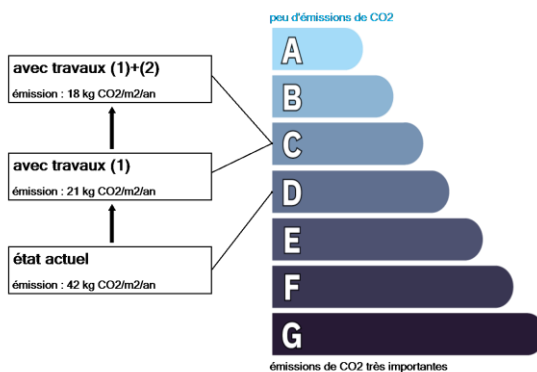 peu d'émissions de CO2
avec travaux (1)+(2)
émission : 18 kg CO2/m2/an
avec travaux (1)
émission : 21 kg CO2/m2/an
état actuel
émission : 42 kg CO2/m2/an
A
B
C
D
E
F
G
émissions de CO2 très importantes